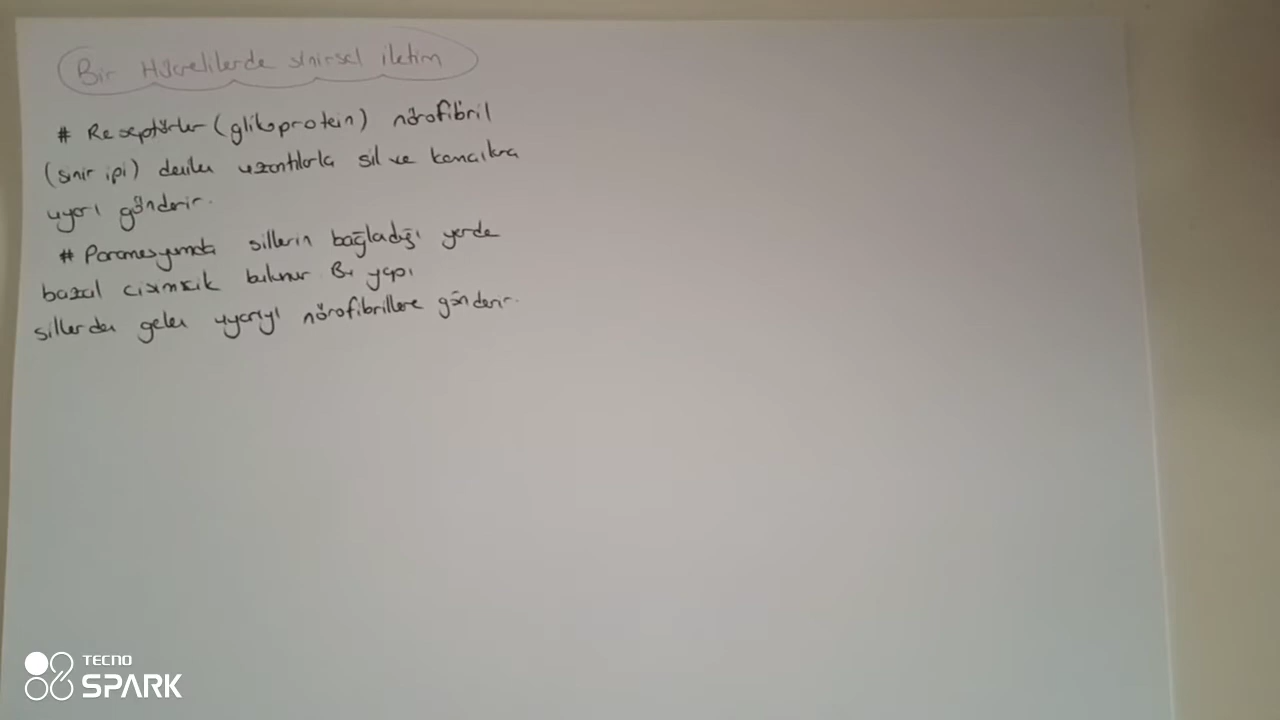 Bir Hücrelilerde sinirsel iletim
# Reseptörler (glikoprotein) nörofibril
(sinir ipi) denilen uzantılarla sil ve kamçılara
uyarı gönderir.
# Paramesyumda sillerin bağladığı yerde
bazal cisimcik bulunur Bu yapı
sillerden gelen uyarıyı nörofibrillere gönderir.
TECNO
SPARK